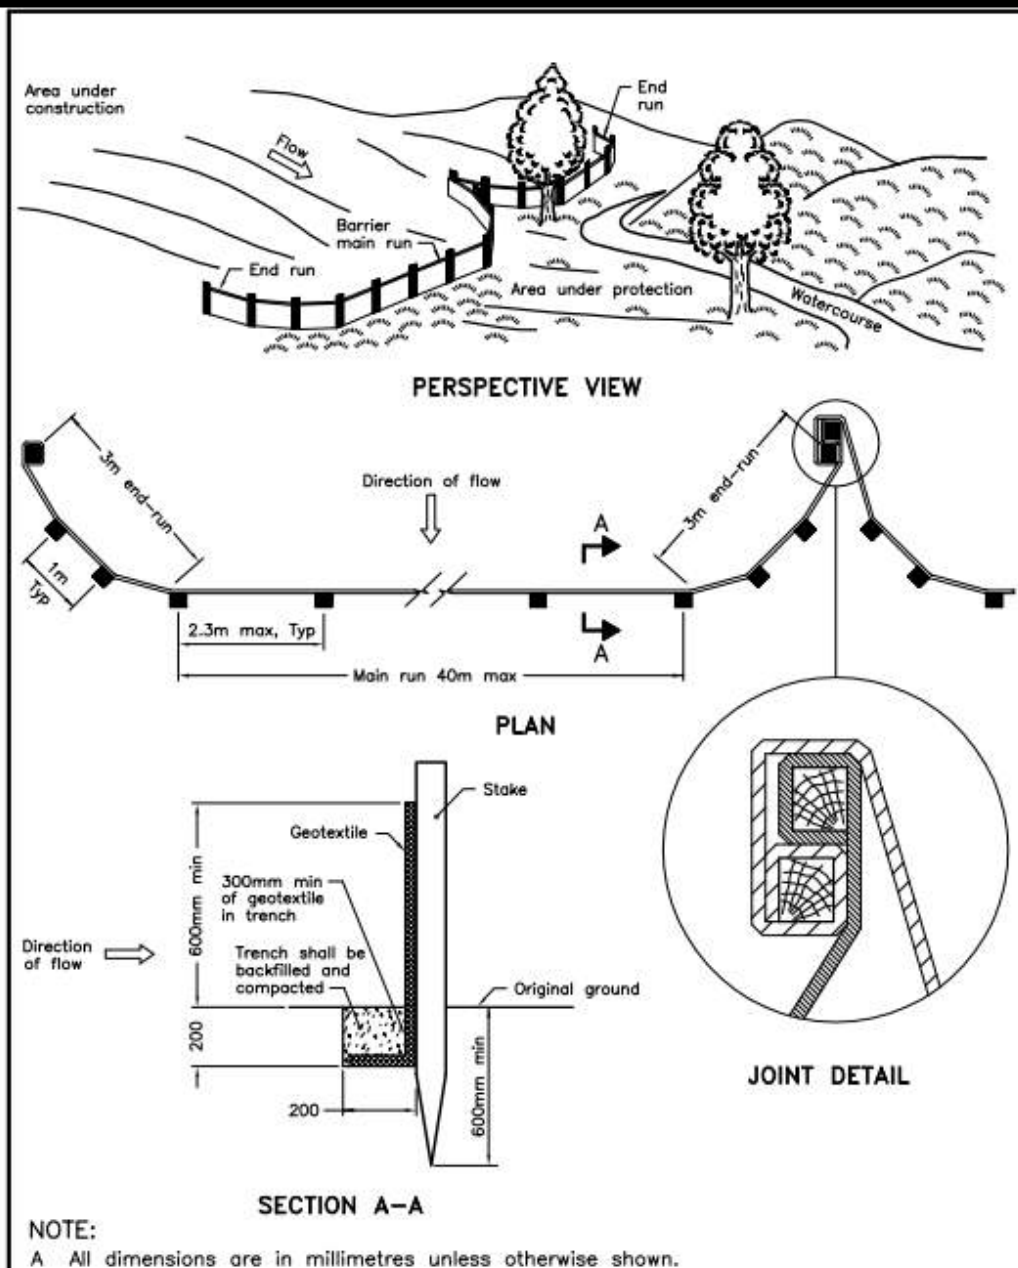 Area under
construction
Flow
End
run
Barrier
main run
End run
Area under protection
Watercourse
PERSPECTIVE VIEW
3m end-run
Direction of flow
3m end-run
A
1m
Typ
2.3m max, Typ
A
Main run 40m max
PLAN
Stake
Geotextile
600mm min
300mm min
of geotextile
in trench
Direction
of flow
Trench shall be
backfilled and
compacted
Original ground
200
600mm min
200
JOINT DETAIL
SECTION A-A
NOTE:
A All dimensions are in millimetres unless otherwise shown.